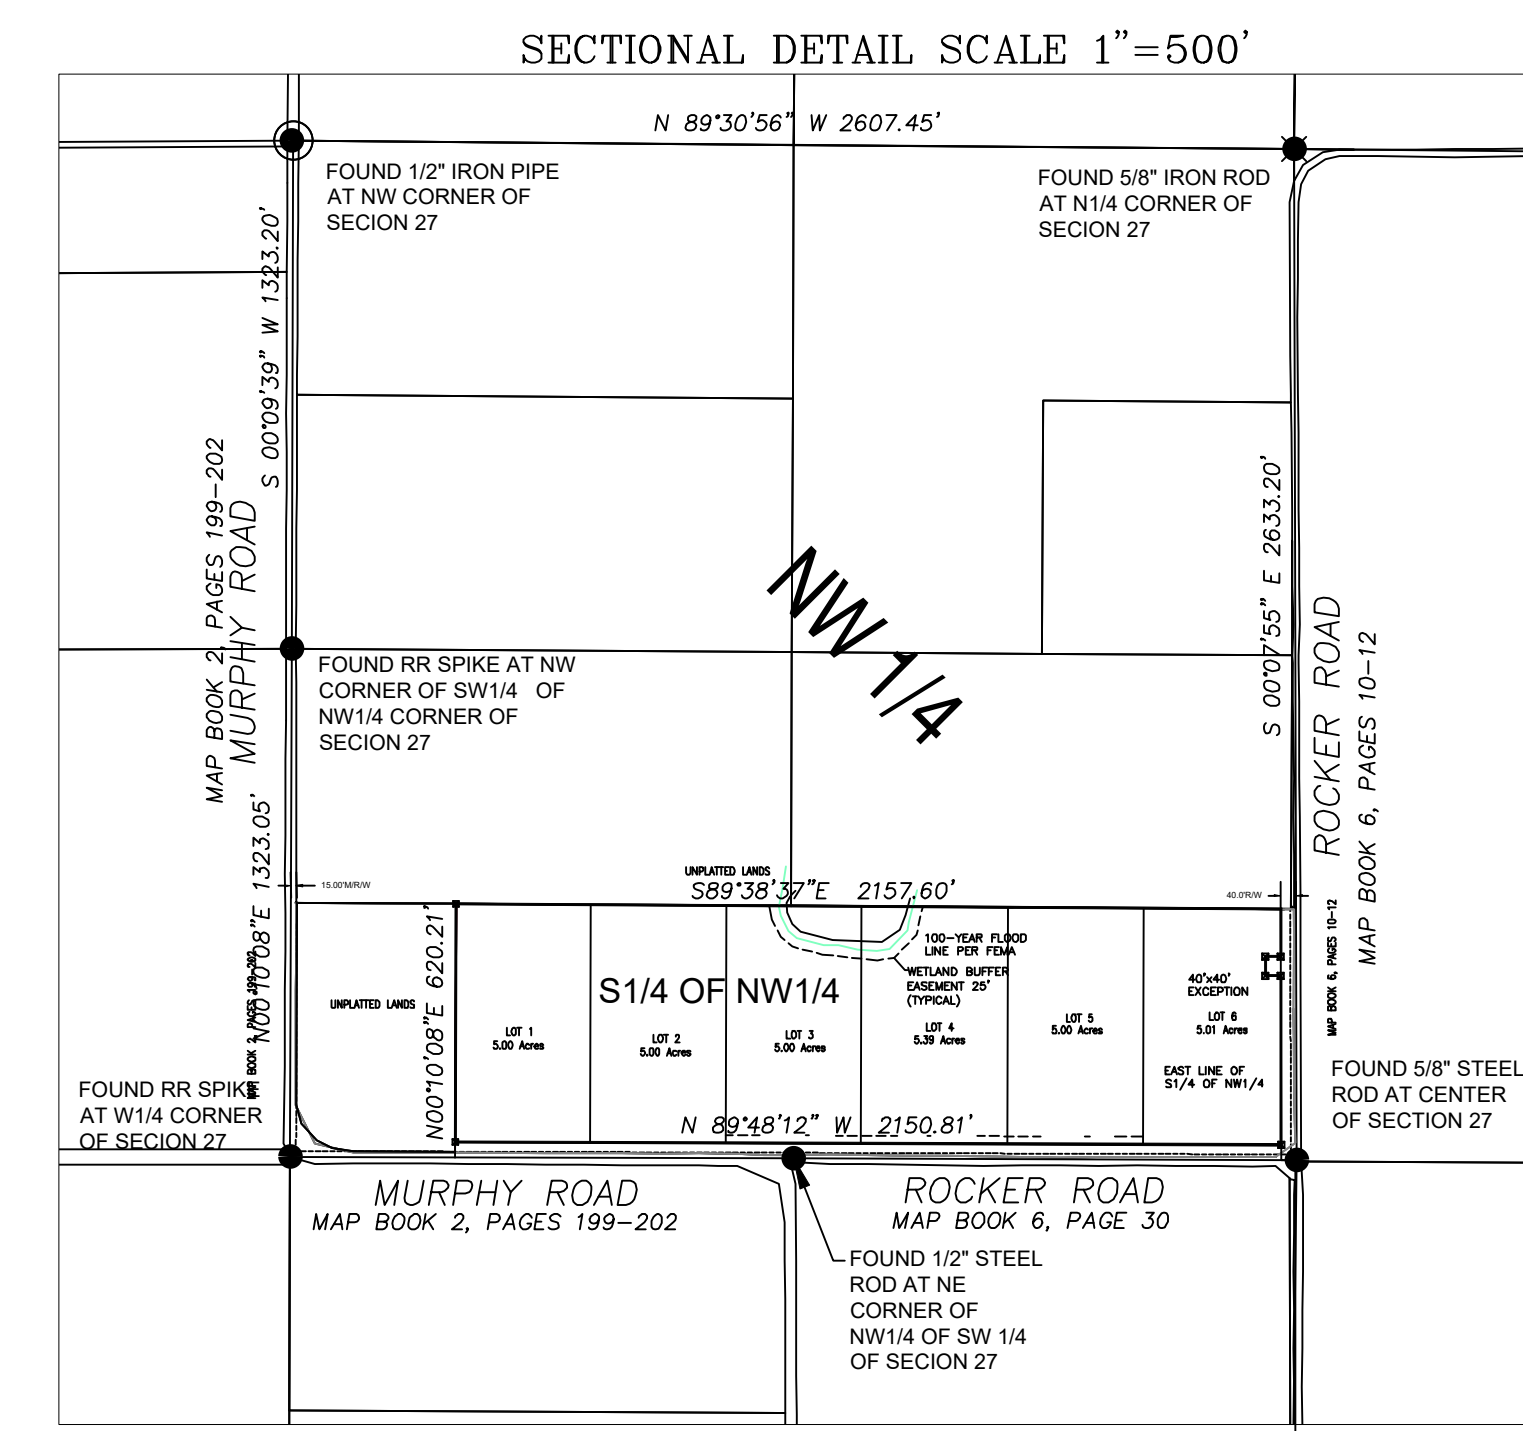 SECTIONAL DETAIL SCALE 1"=500'
N 89°30'56" W 2607.45'
FOUND 1/2" IRON PIPE
AT NW CORNER OF
SECION 27
FOUND 5/8" IRON ROD
AT N1/4 CORNER OF
SECION 27
S 00°09'39" W 1323.20'
MAP BOOK 2, PAGES 199-202
MURPHY ROAD
NW 1/4
S 00°07'55" E 2633.20'
ROCKER ROAD
MAP BOOK 6, PAGES 10-12
FOUND RR SPIKE AT NW
CORNER OF SW1/4 OF
NW1/4 CORNER OF
SECION 27
N00°10'08"E 1323.05'
15.00'M/R/W
UNPLATTED LANDS
S89°38'37"E 2157.60'
40.0'R/W
MAP BOOK 2, PAGES 199-202
UNPLATTED LANDS
N00°10'08"E 620.21'
S1/4 OF NW1/4
100-YEAR FLOOD
LINE PER FEMA
WETLAND BUFFER
EASEMENT 25'
(TYPICAL)
40'x40'
EXCEPTION
LOT 1
5.00 Acres
LOT 2
5.00 Acres
LOT 3
5.00 Acres
LOT 4
5.39 Acres
LOT 5
5.00 Acres
LOT 6
5.01 Acres
EAST LINE OF
S1/4 OF NW1/4
MAP BOOK 6, PAGES 10-12
FOUND RR SPIKE
AT W1/4 CORNER
OF SECION 27
N 89°48'12" W 2150.81'
FOUND 5/8" STEEL
ROD AT CENTER
OF SECTION 27
MURPHY ROAD
MAP BOOK 2, PAGES 199-202
ROCKER ROAD
MAP BOOK 6, PAGE 30
FOUND 1/2" STEEL
ROD AT NE
CORNER OF
NW1/4 OF SW 1/4
OF SECION 27